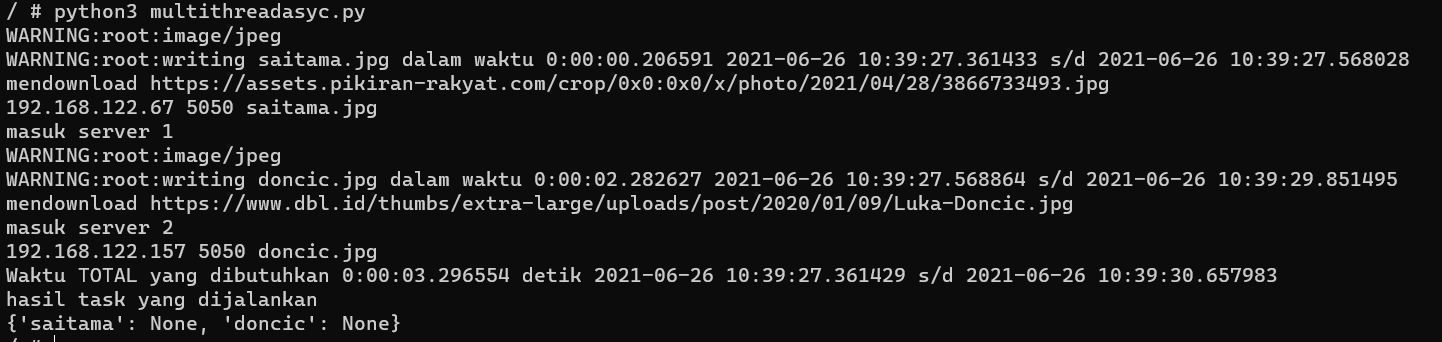 / # python3 multithreadasyc.py
WARNING:root:image/jpeg
WARNING:root:writing saitama.jpg dalam waktu 0:00:00.206591 2021-06-26 10:39:27.361433 s/d 2021-06-26 10:39:27.568028
mendownload https://assets.pikiran-rakyat.com/crop/0x0:0x0/x/photo/2021/04/28/3866733493.jpg
192.168.122.67 5050 saitama.jpg
masuk server 1
WARNING:root:image/jpeg
WARNING:root:writing doncic.jpg dalam waktu 0:00:02.282627 2021-06-26 10:39:27.568864 s/d 2021-06-26 10:39:29.851495
mendownload https://www.dbl.id/thumbs/extra-large/uploads/post/2020/01/09/Luka-Doncic.jpg
masuk server 2
192.168.122.157 5050 doncic.jpg
Waktu TOTAL yang dibutuhkan 0:00:03.296554 detik 2021-06-26 10:39:27.361429 s/d 2021-06-26 10:39:30.657983
hasil task yang dijalankan
{'saitama': None, 'doncic': None}
/ #